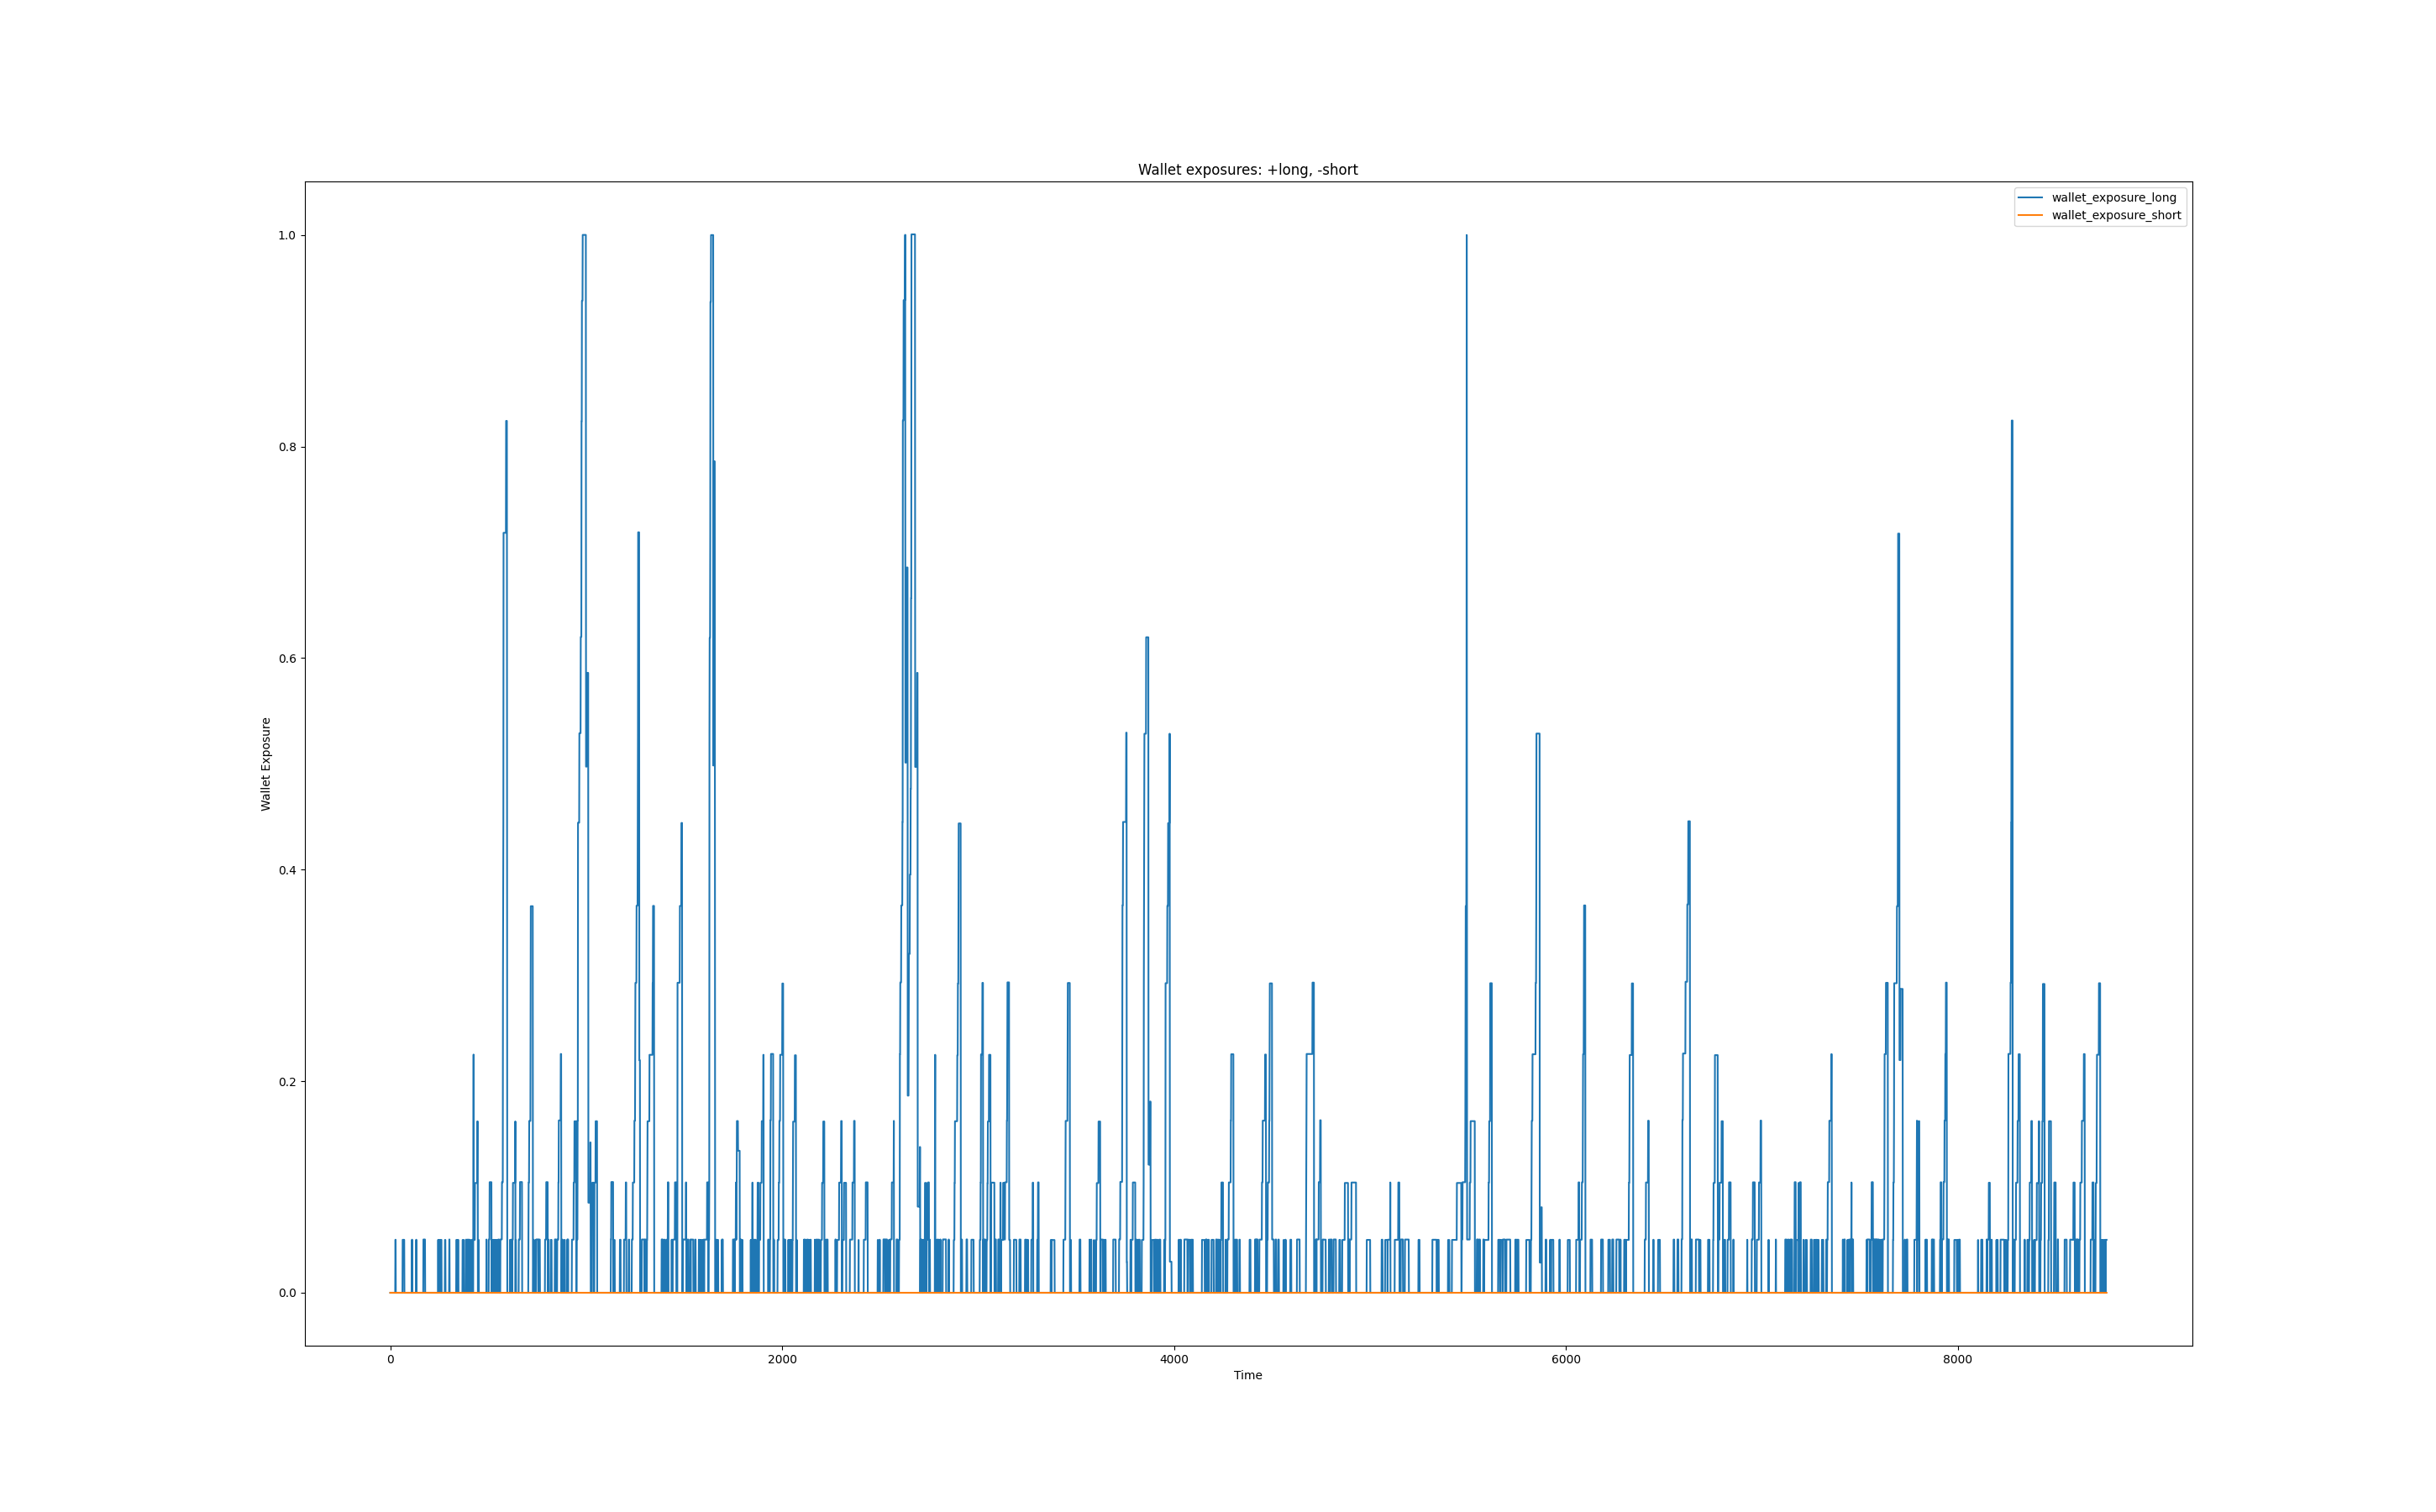 Wallet exposures: +long, -short
wallet_exposure_long
wallet_exposure_short
1.0
0.8
0.6
0.4
0.2
0.0
Wallet Exposure
0 2000 4000 6000 8000
Time